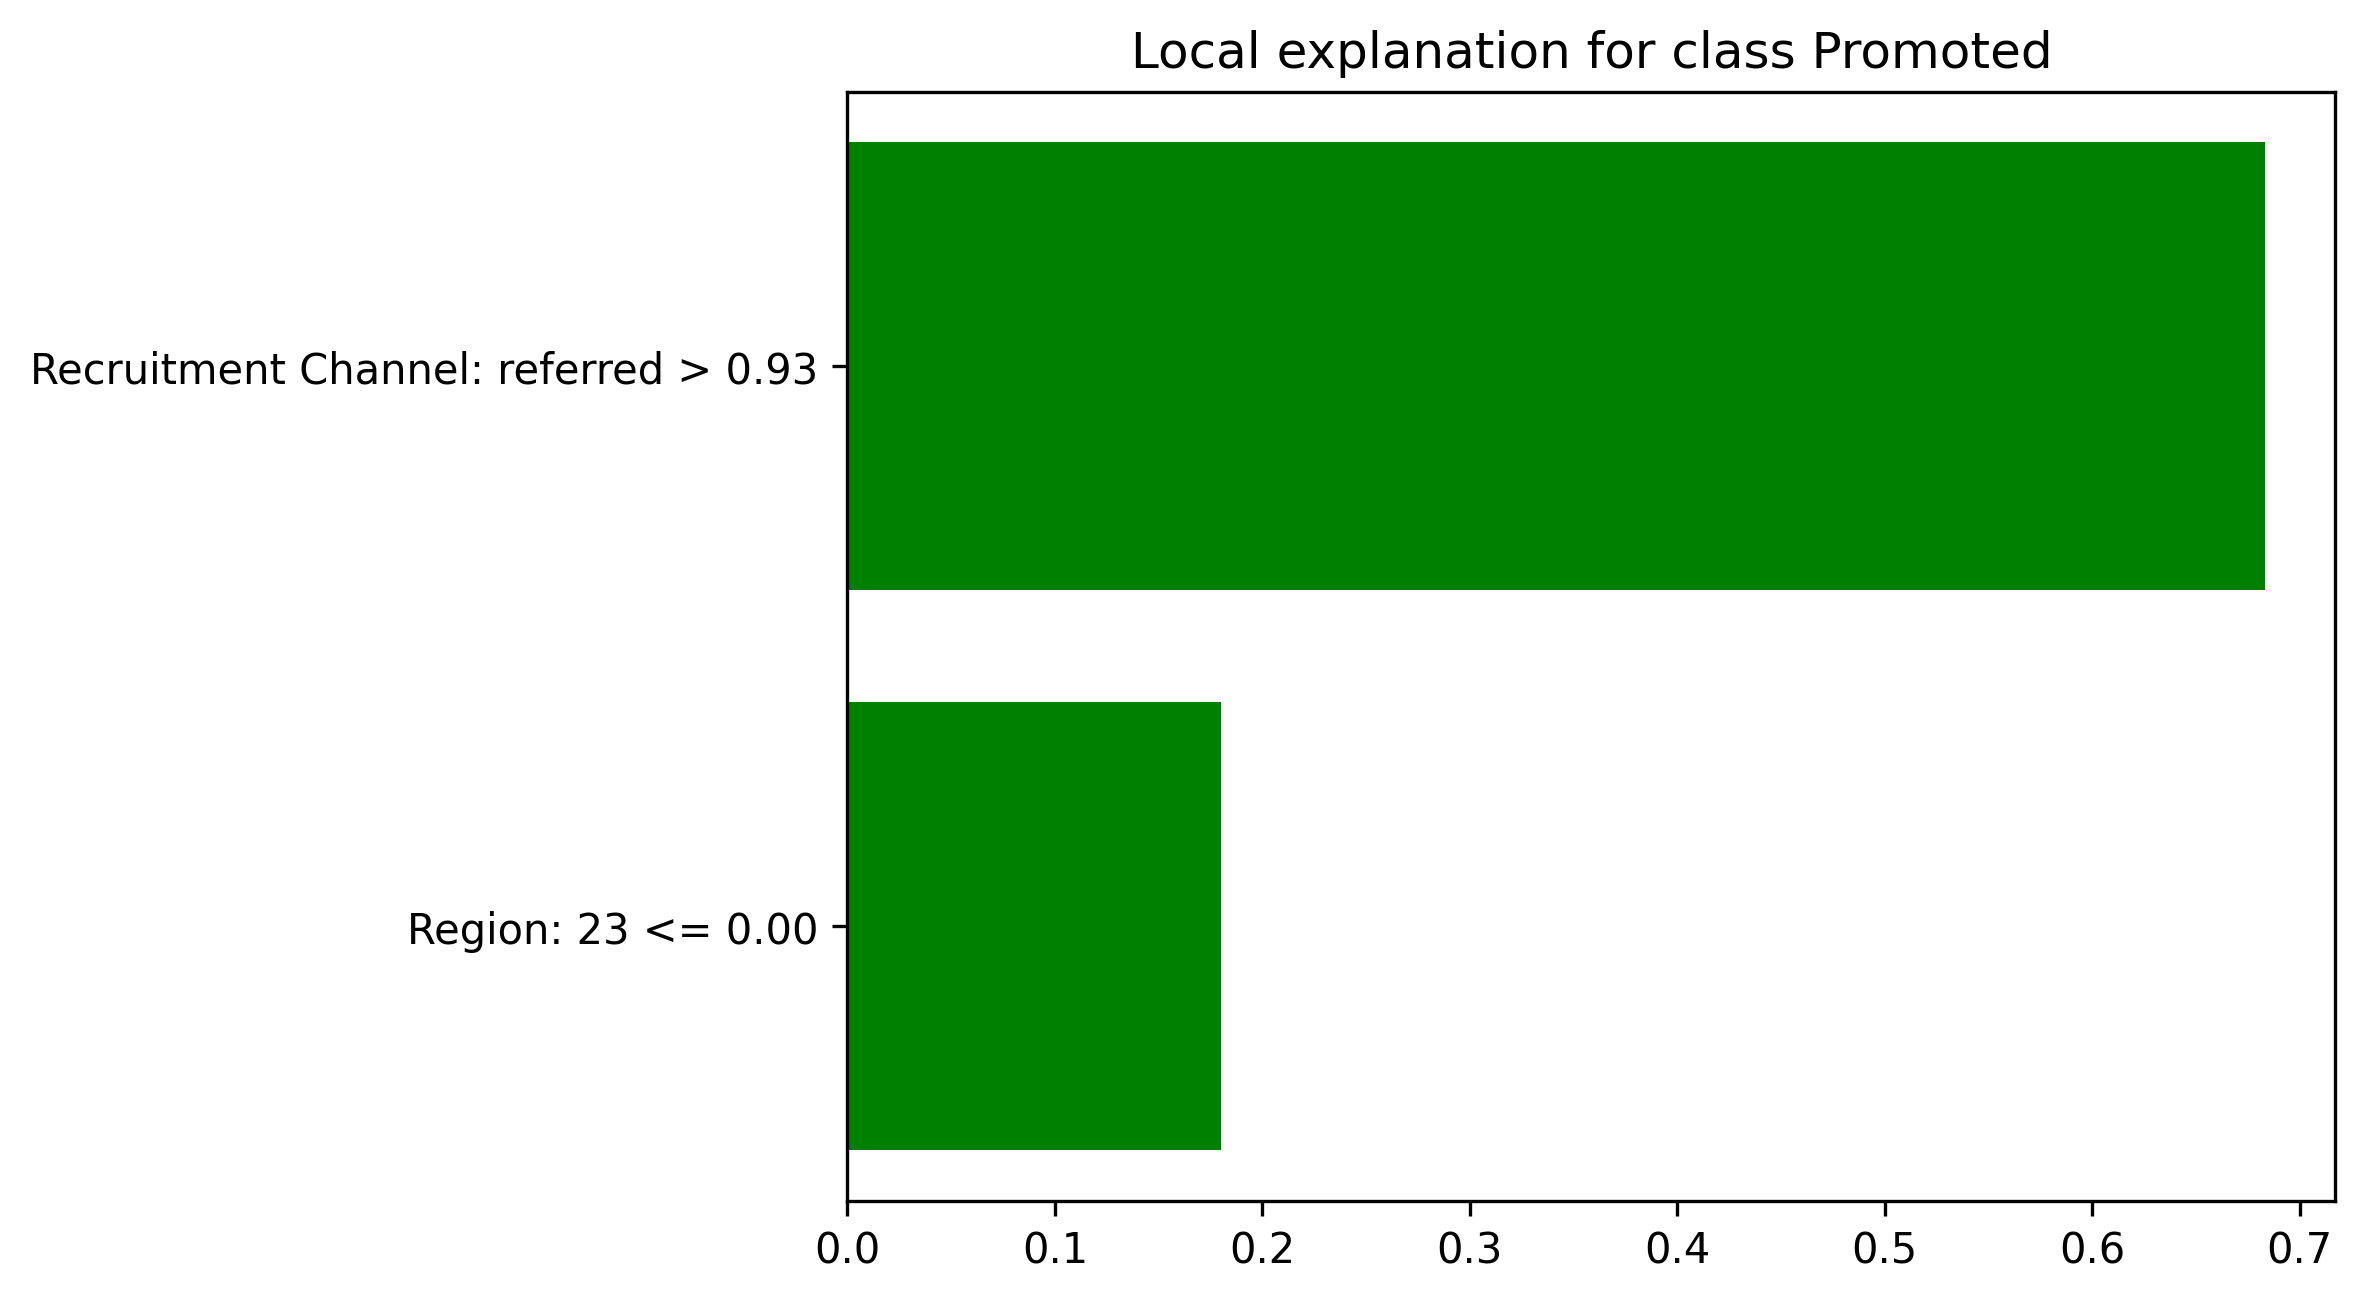 Local explanation for class Promoted
Recruitment Channel: referred > 0.93
Region: 23 <= 0.00
0.0 0.1 0.2 0.3 0.4 0.5 0.6 0.7